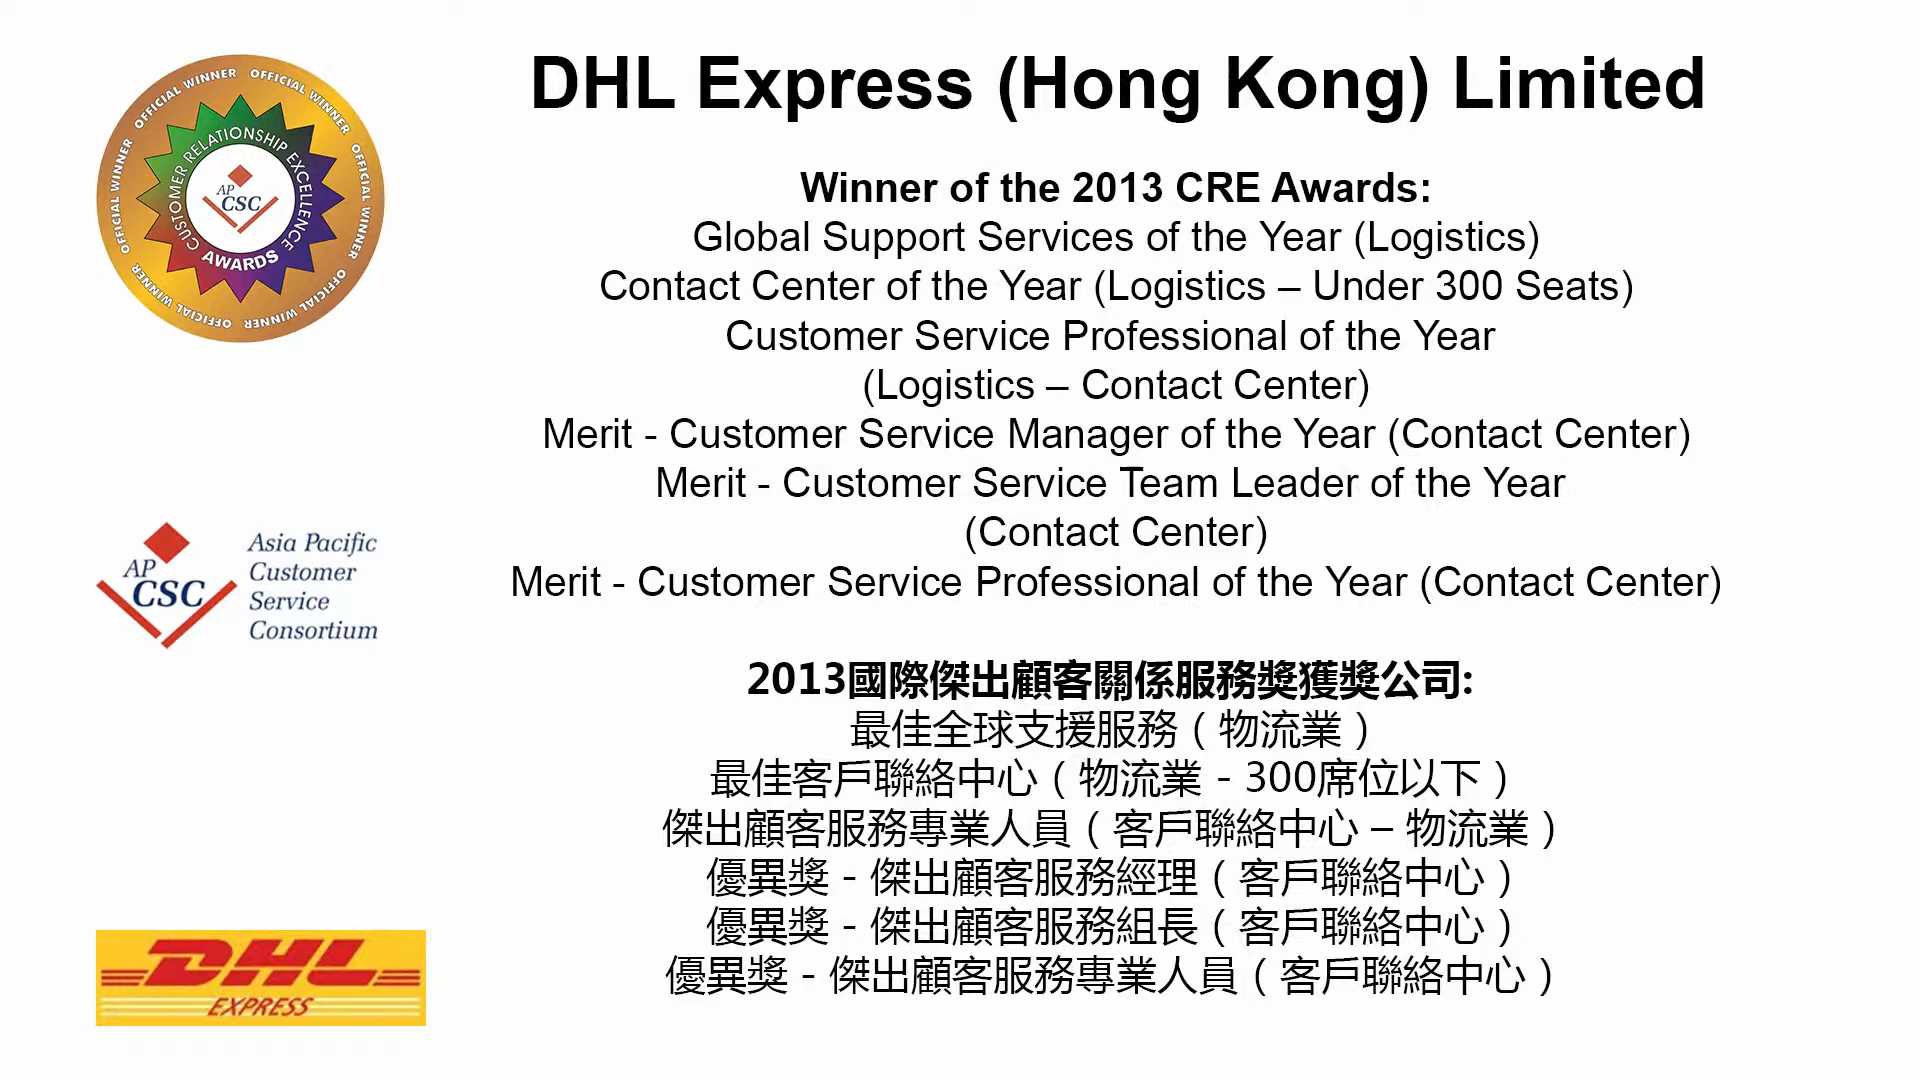 DHL Express (Hong Kong) Limited
Winner of the 2013 CRE Awards:
Global Support Services of the Year (Logistics)
Contact Center of the Year (Logistics – Under 300 Seats)
Customer Service Professional of the Year
(Logistics – Contact Center)
Merit - Customer Service Manager of the Year (Contact Center)
Merit - Customer Service Team Leader of the Year
(Contact Center)
Merit - Customer Service Professional of the Year (Contact Center)
2013國際傑出顧客關係服務獎獲獎公司:
最佳全球支援服務（物流業）
最佳客戶聯絡中心（物流業 - 300席位以下）
傑出顧客服務專業人員（客戶聯絡中心 – 物流業）
優異獎 - 傑出顧客服務經理（客戶聯絡中心）
優異獎 - 傑出顧客服務組長（客戶聯絡中心）
優異獎 - 傑出顧客服務專業人員（客戶聯絡中心）
OFFICIAL WINNER OFFICIAL WINNER OFFICIAL WINNER OFFICIAL WINNER OFFICIAL WINNER OFFICIAL WINNER OFFICIAL WINNER
CUSTOMER RELATIONSHIP EXCELLENCE
AWARDS
AP
CSC
AP
CSC
Asia Pacific
Customer
Service
Consortium
DHL
EXPRESS